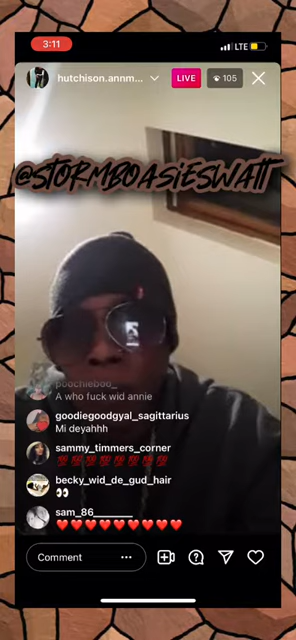 3:11
LTE
hutchison.annm...
LIVE
105
@STORMBOASIESWATT
poochieboo_
A who fuck wid annie
goodiegoodgyal_sagittarius
Mi deyahhh
sammy_timmers_corner
💯💯💯💯💯💯💯
becky_wid_de_gud_hair
👀
sam_86________
❤️❤️❤️❤️❤️❤️❤️❤️❤️
Comment
...